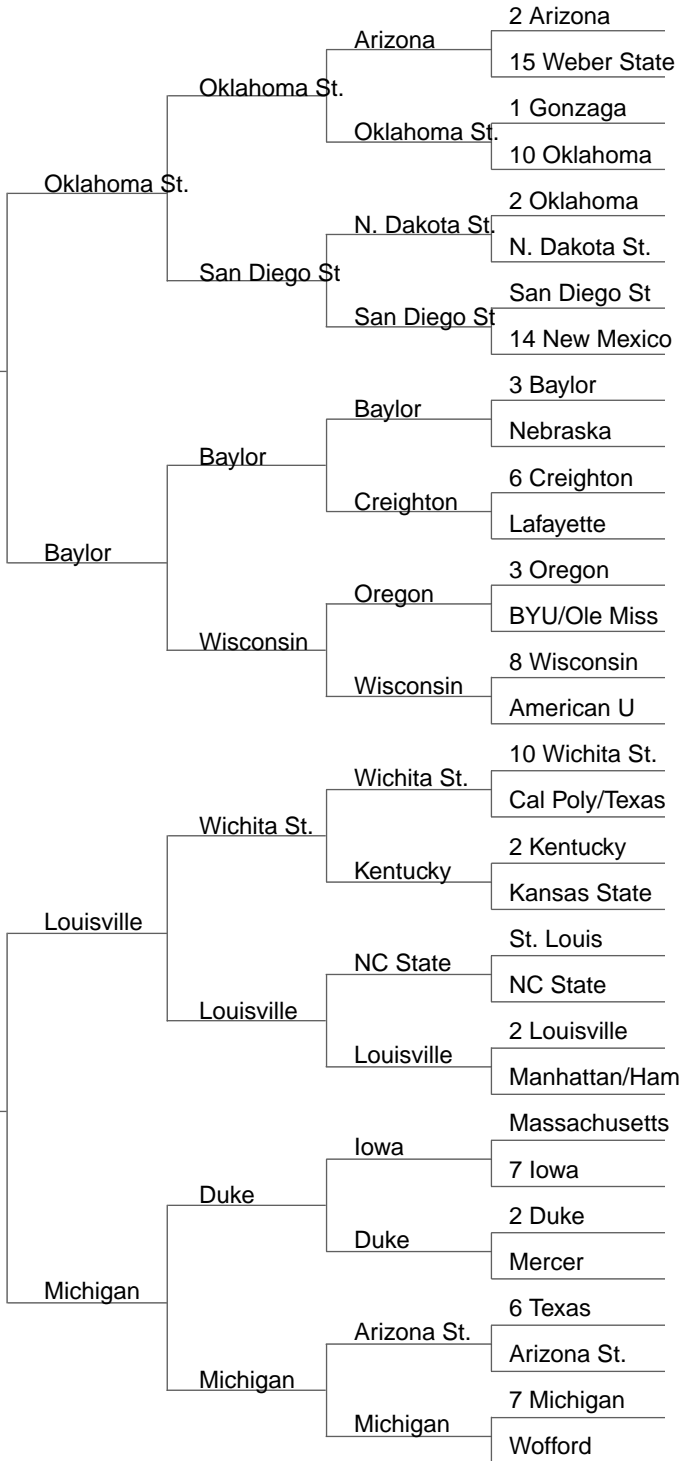 2 Arizona
Arizona
15 Weber State
Oklahoma St.
1 Gonzaga
Oklahoma St.
10 Oklahoma
Oklahoma St.
2 Oklahoma
N. Dakota St.
N. Dakota St.
San Diego St
San Diego St
San Diego St
14 New Mexico
3 Baylor
Baylor
Nebraska
Baylor
6 Creighton
Creighton
Lafayette
Baylor
3 Oregon
Oregon
BYU/Ole Miss
Wisconsin
8 Wisconsin
Wisconsin
American U
10 Wichita St.
Wichita St.
Cal Poly/Texas
Wichita St.
2 Kentucky
Kentucky
Kansas State
Louisville
St. Louis
NC State
NC State
Louisville
2 Louisville
Louisville
Manhattan/Ham
Massachusetts
Iowa
7 Iowa
Duke
2 Duke
Duke
Mercer
Michigan
6 Texas
Arizona St.
Arizona St.
Michigan
7 Michigan
Michigan
Wofford